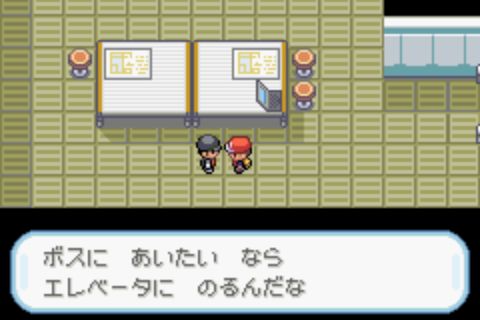 ボスに　あいたい　なら
エレベータに　のるんだな